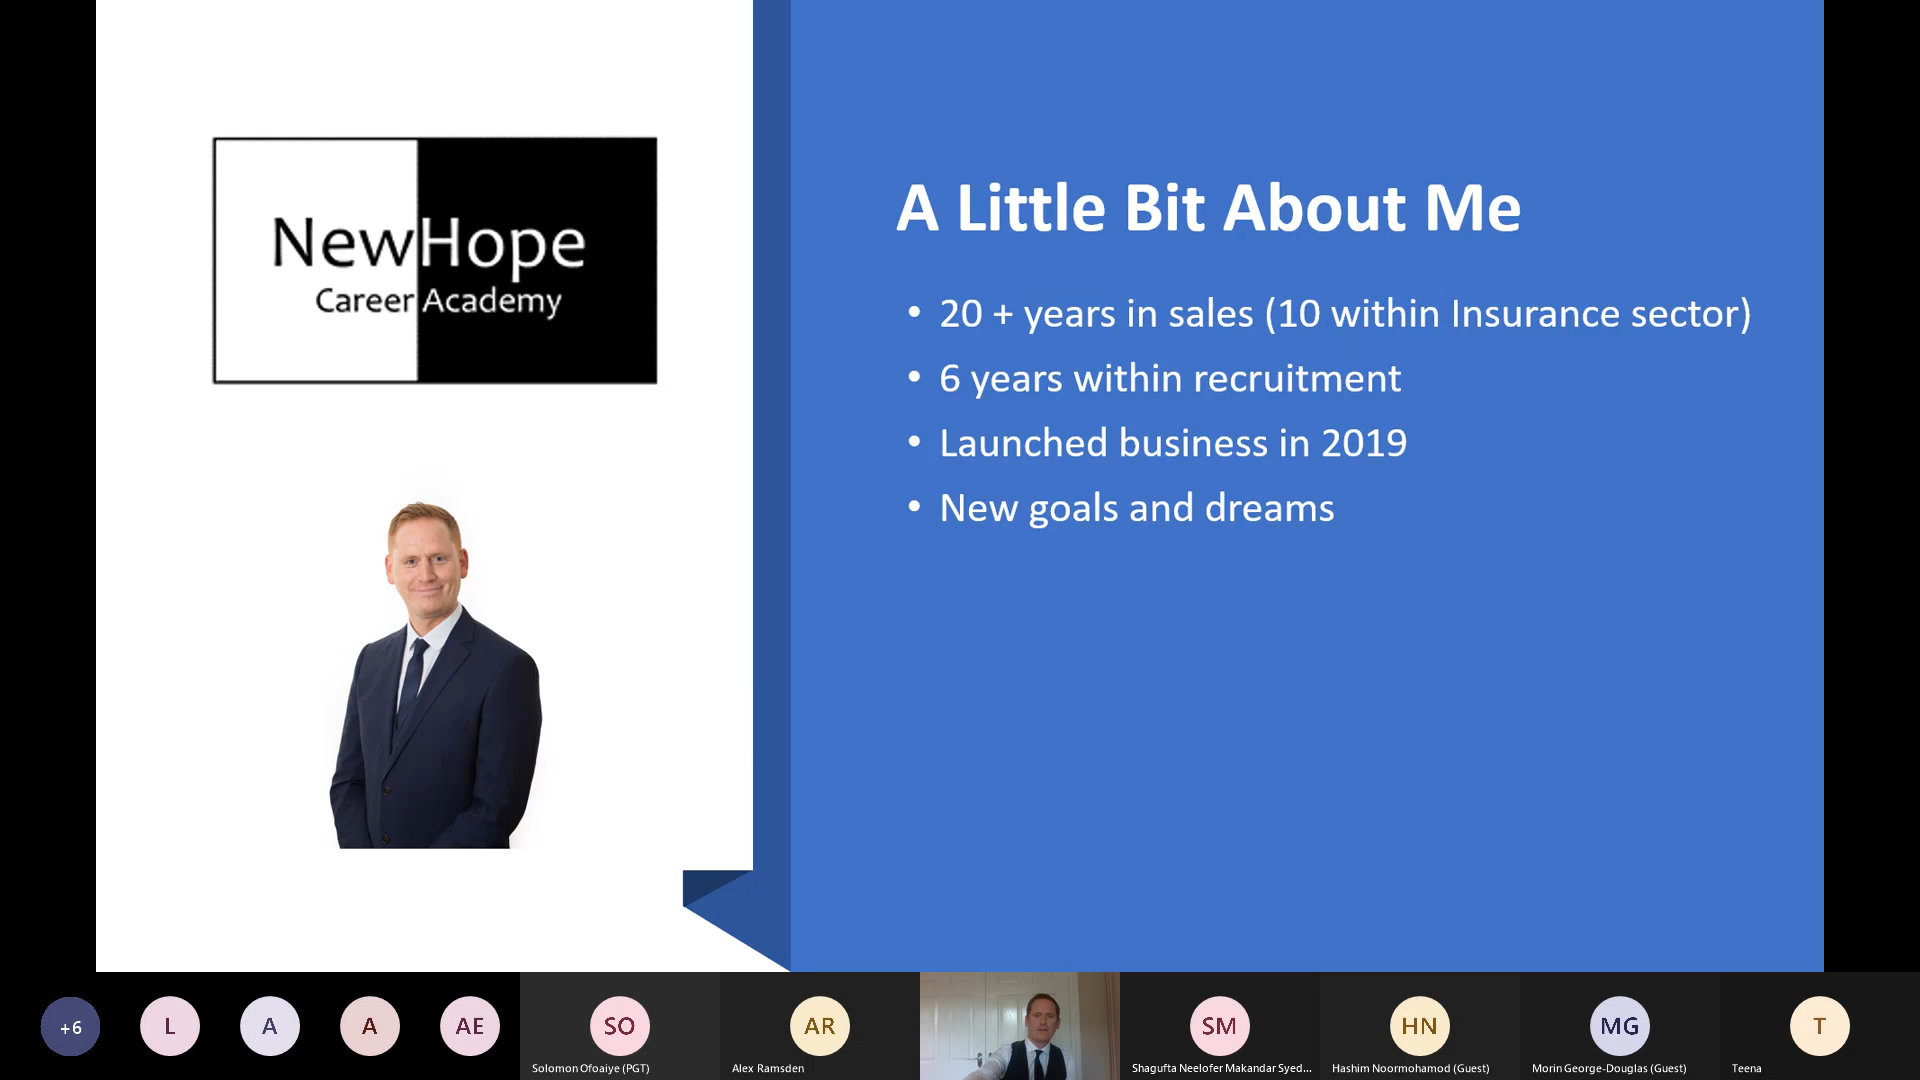 NewHope
Career Academy
A Little Bit About Me
• 20 + years in sales (10 within Insurance sector)
• 6 years within recruitment
• Launched business in 2019
• New goals and dreams
+6
L
A
A
AE
SO
AR
SM
HN
MG
T
Solomon Ofoaiye (PGT)
Alex Ramsden
Shagufta Neelofer Makandar Syed...
Hashim Noormohamod (Guest)
Morin George-Douglas (Guest)
Teena